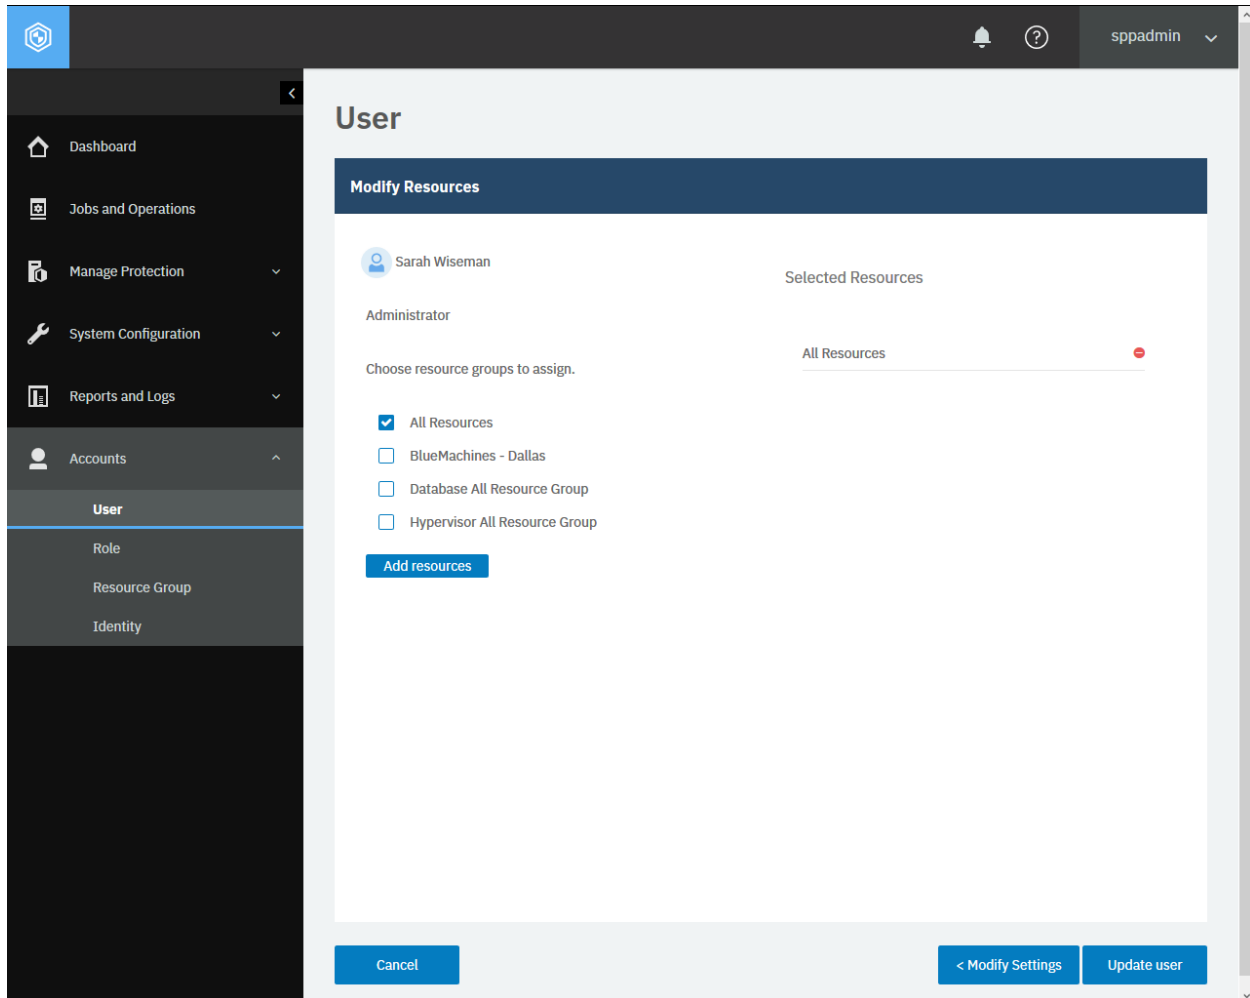 sppadmin
Dashboard
Jobs and Operations
Manage Protection
System Configuration
Reports and Logs
Accounts
User
Role
Resource Group
Identity
User
Modify Resources
Sarah Wiseman
Administrator
Choose resource groups to assign.
All Resources
BlueMachines - Dallas
Database All Resource Group
Hypervisor All Resource Group
Add resources
Selected Resources
All Resources
Cancel
< Modify Settings
Update user